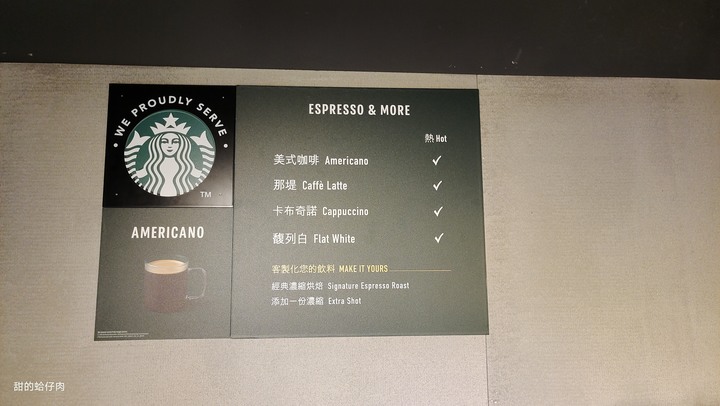 WE PROUDLY SERVE
TM
AMERICANO
ESPRESSO & MORE
熱 Hot
美式咖啡 Americano
那堤 Caffè Latte
卡布奇諾 Cappuccino
馥列白 Flat White
客製化您的飲料 MAKE IT YOURS
經典濃縮烘焙 Signature Espresso Roast
添加一份濃縮 Extra Shot
甜的蛤仔肉